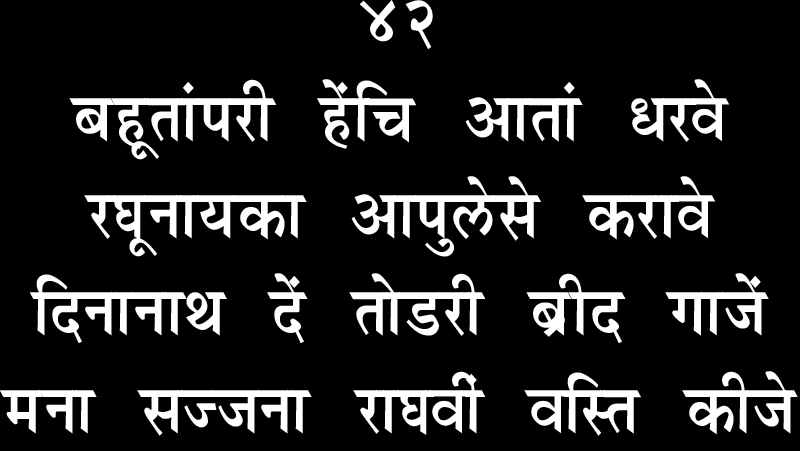 ४२
बहूतांपरी हेंचि आतां धरवे
रघूनायका आपुलेसे करावे
दिनानाथ दें तोडरी ब्रीद गाजें
मना सज्जना राघवीं वस्ति कीजे